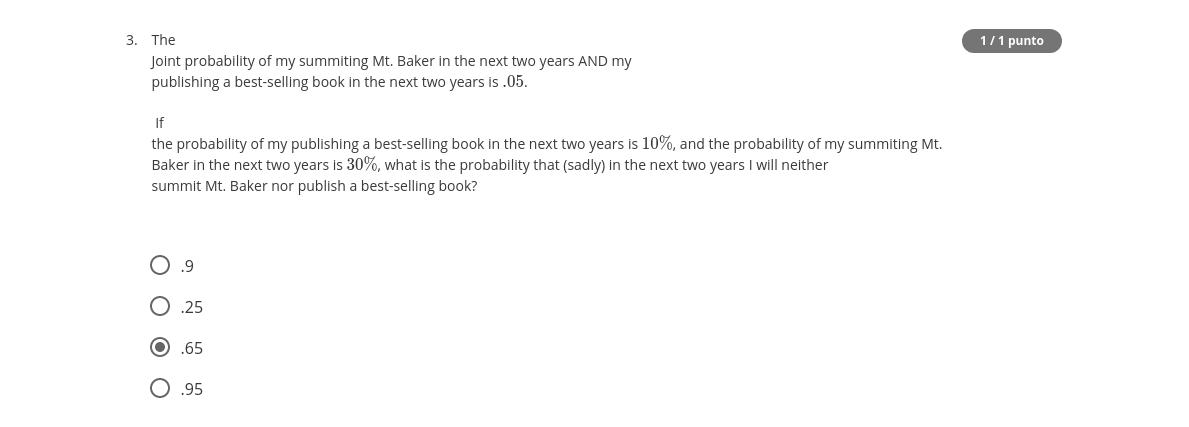 3. The
1 / 1 punto
Joint probability of my summiting Mt. Baker in the next two years AND my
publishing a best-selling book in the next two years is .05.
If
the probability of my publishing a best-selling book in the next two years is 10%, and the probability of my summiting Mt.
Baker in the next two years is 30%, what is the probability that (sadly) in the next two years I will neither
summit Mt. Baker nor publish a best-selling book?
.9
.25
.65
.95